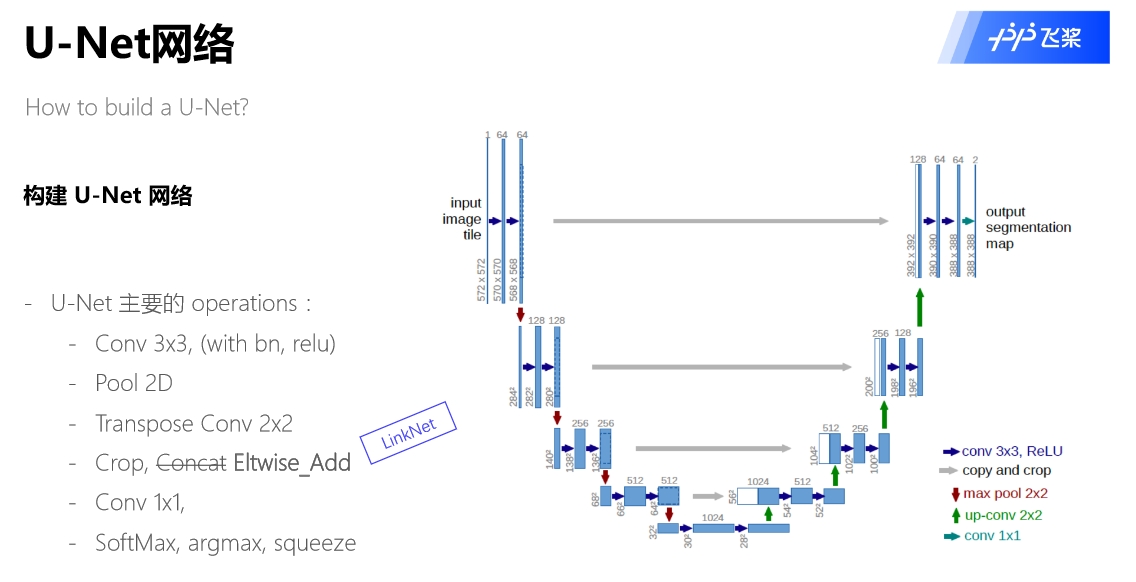 U-Net网络
飞桨
How to build a U-Net?
构建 U-Net 网络
- U-Net 主要的 operations：
- Conv 3x3, (with bn, relu)
- Pool 2D
- Transpose Conv 2x2
- Crop, Concat Eltwise_Add
- Conv 1x1,
- SoftMax, argmax, squeeze
LinkNet
1 64 64
input
image
tile
572 x 572
570 x 570
568 x 568
128 64 64 2
output
segmentation
map
392 x 392
390 x 390
388 x 388
388 x 388
128 128
284²
282²
280²
256 128
200²
198²
196²
256 256
140²
138²
136²
512 256
104²
102²
100²
512 512
68²
66²
64²
1024 512
56²
54²
52²
1024
32²
30²
28²
conv 3x3, ReLU
copy and crop
max pool 2x2
up-conv 2x2
conv 1x1